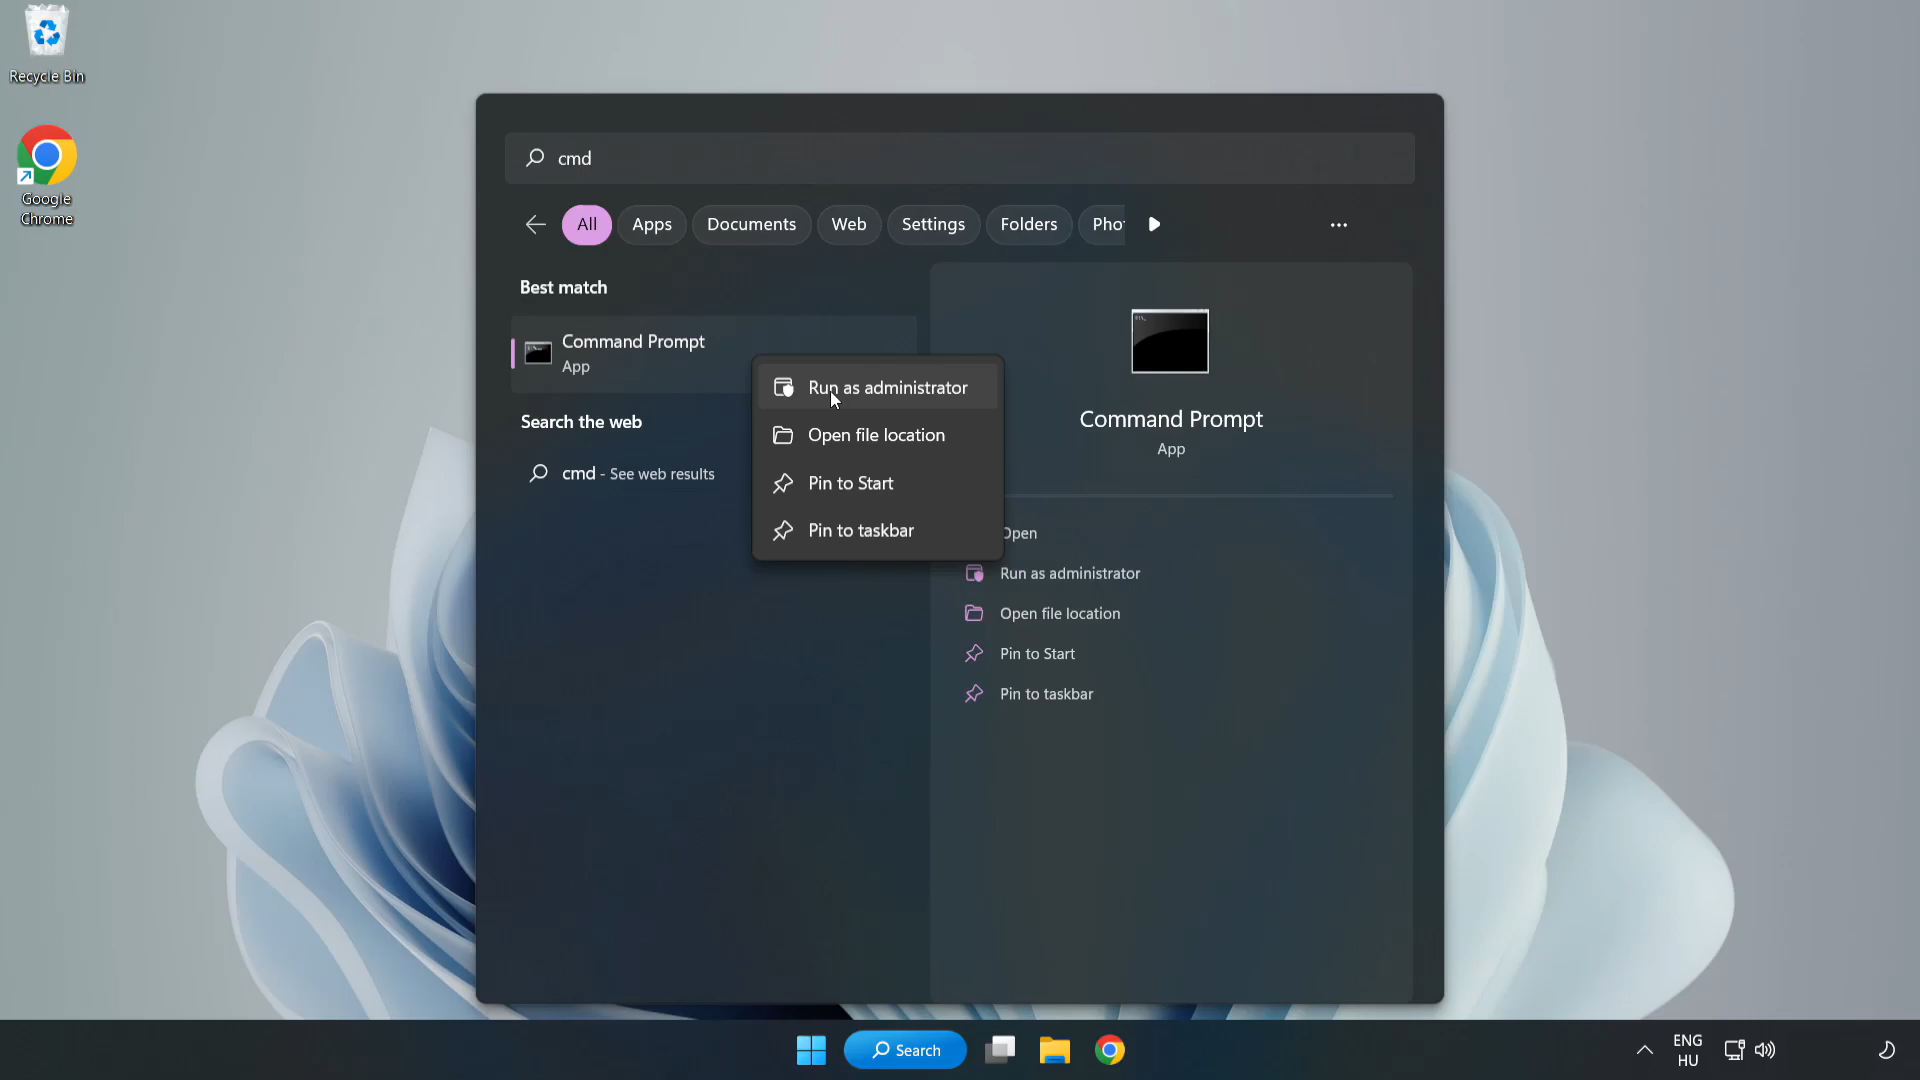 Recycle Bin
Google
Chrome
cmd
All
Apps
Documents
Web
Settings
Folders
Best match
Command Prompt
App
Search the web
cmd - See web results
Run as administrator
Open file location
Pin to Start
Pin to taskbar
Command Prompt
App
Open
Run as administrator
Open file location
Pin to Start
Pin to taskbar
Search
ENG
HU